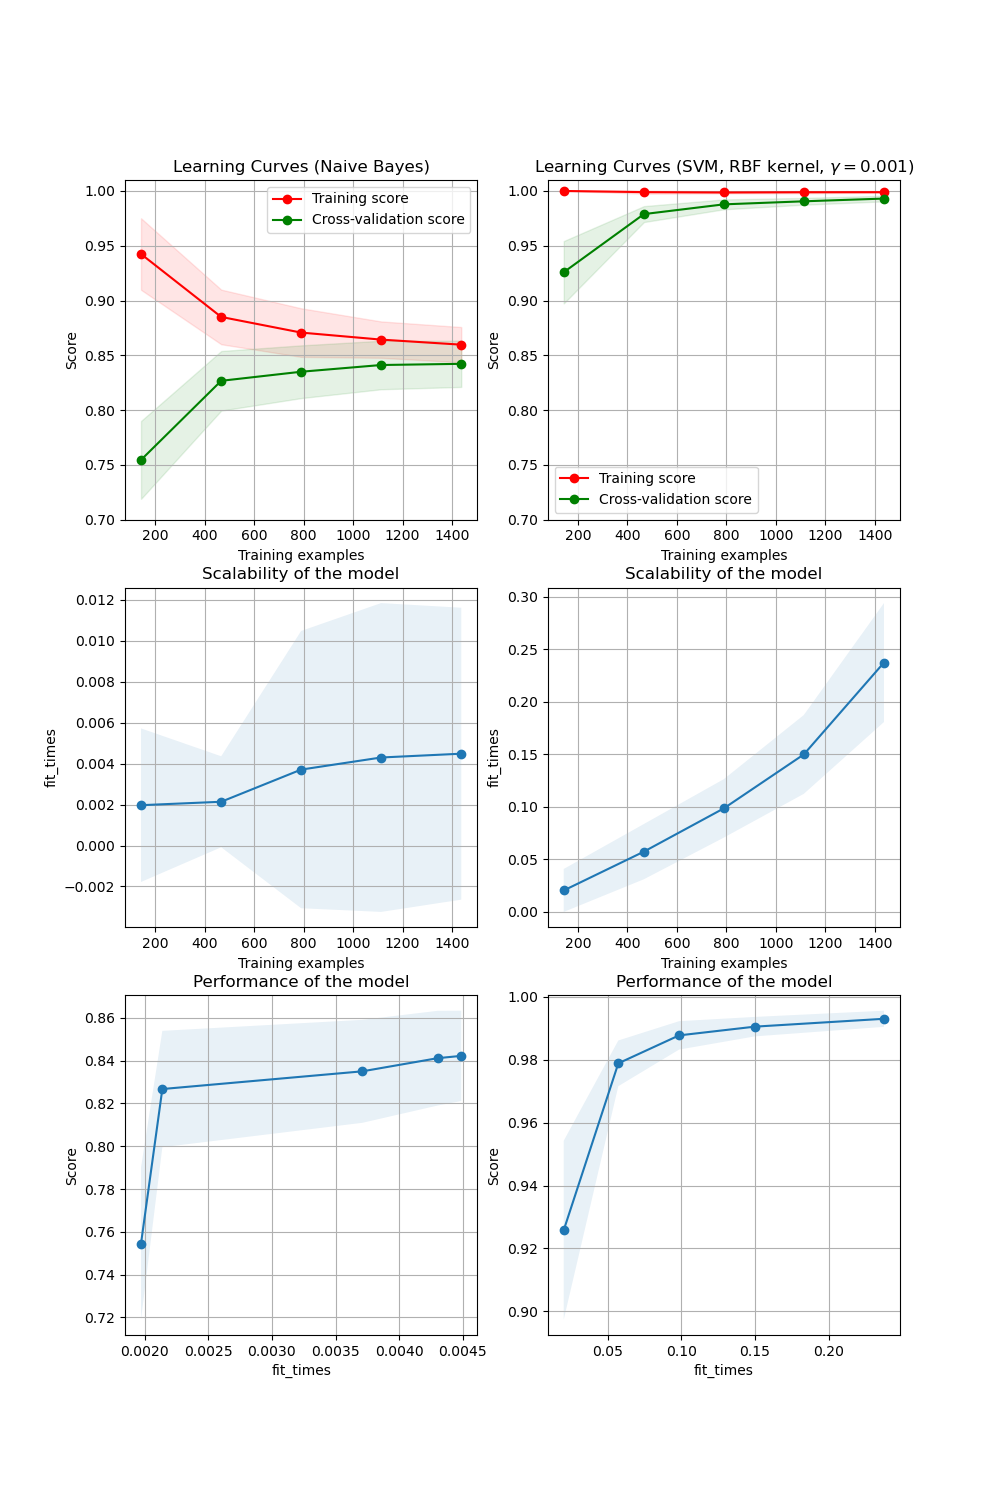 Learning Curves (Naive Bayes)
Learning Curves (SVM, RBF kernel, γ = 0.001)
1.00
0.95
0.90
0.85
0.80
0.75
0.70
Score
Training score
Cross-validation score
200 400 600 800 1000 1200 1400
Training examples
1.00
0.95
0.90
0.85
0.80
0.75
0.70
Score
Training score
Cross-validation score
200 400 600 800 1000 1200 1400
Training examples
Scalability of the model
0.012
0.010
0.008
0.006
0.004
0.002
0.000
−0.002
fit_times
200 400 600 800 1000 1200 1400
Training examples
Scalability of the model
0.30
0.25
0.20
0.15
0.10
0.05
0.00
fit_times
200 400 600 800 1000 1200 1400
Training examples
Performance of the model
0.86
0.84
0.82
0.80
0.78
0.76
0.74
0.72
Score
0.0020 0.0025 0.0030 0.0035 0.0040 0.0045
fit_times
Performance of the model
1.00
0.98
0.96
0.94
0.92
0.90
Score
0.05 0.10 0.15 0.20
fit_times